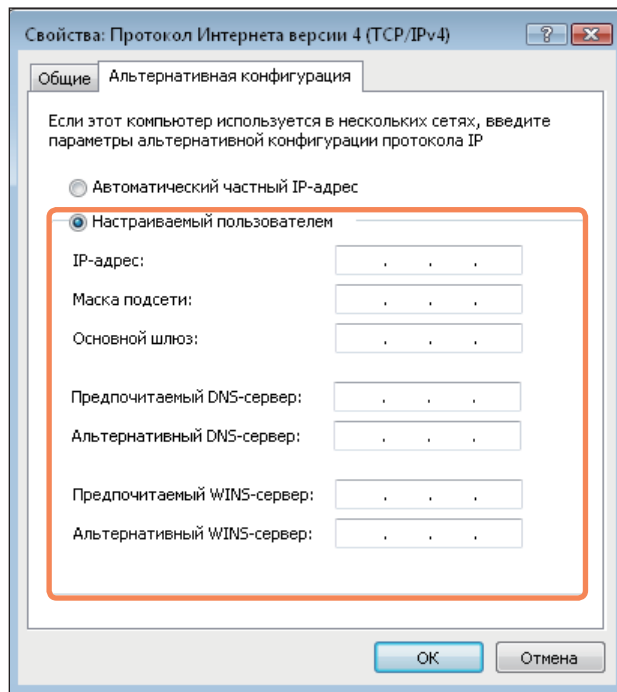 Свойства: Протокол Интернета версии 4 (TCP/IPv4)
Общие
Альтернативная конфигурация
Если этот компьютер используется в нескольких сетях, введите
параметры альтернативной конфигурации протокола IP
Автоматический частный IP-адрес
Настраиваемый пользователем
IP-адрес:
Маска подсети:
Основной шлюз:
Предпочитаемый DNS-сервер:
Альтернативный DNS-сервер:
Предпочитаемый WINS-сервер:
Альтернативный WINS-сервер:
ОК
Отмена